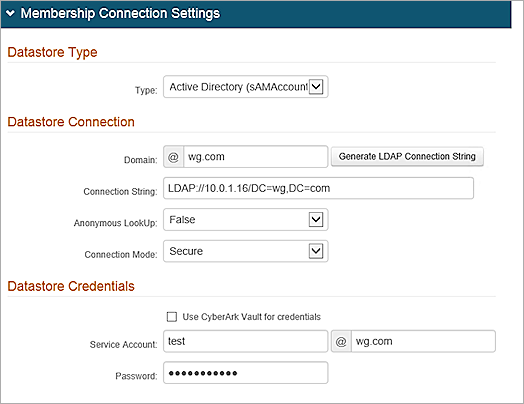 Membership Connection Settings
Datastore Type
Type: Active Directory (sAMAccount
Datastore Connection
Domain: @ wg.com Generate LDAP Connection String
Connection String: LDAP://10.0.1.16/DC=wg,DC=com
Anonymous LookUp: False
Connection Mode: Secure
Datastore Credentials
Use CyberArk Vault for credentials
Service Account: test @ wg.com
Password: •••••••••••